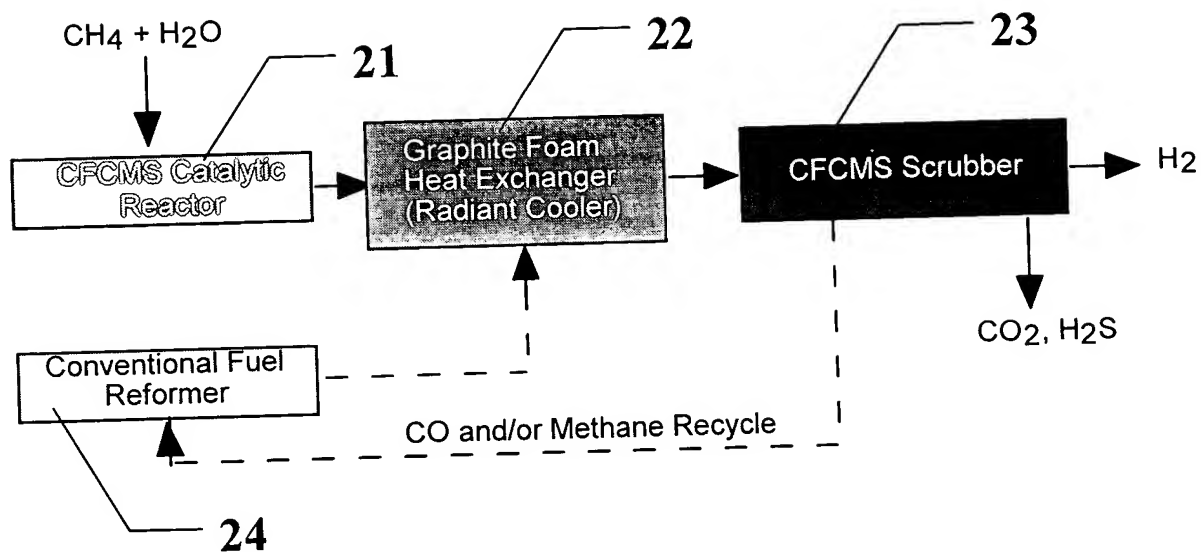 CH4 + H2O
21
22
23
CFCMS Catalytic
Reactor
Graphite Foam
Heat Exchanger
(Radiant Cooler)
CFCMS Scrubber
H2
CO2, H2S
Conventional Fuel
Reformer
CO and/or Methane Recycle
24